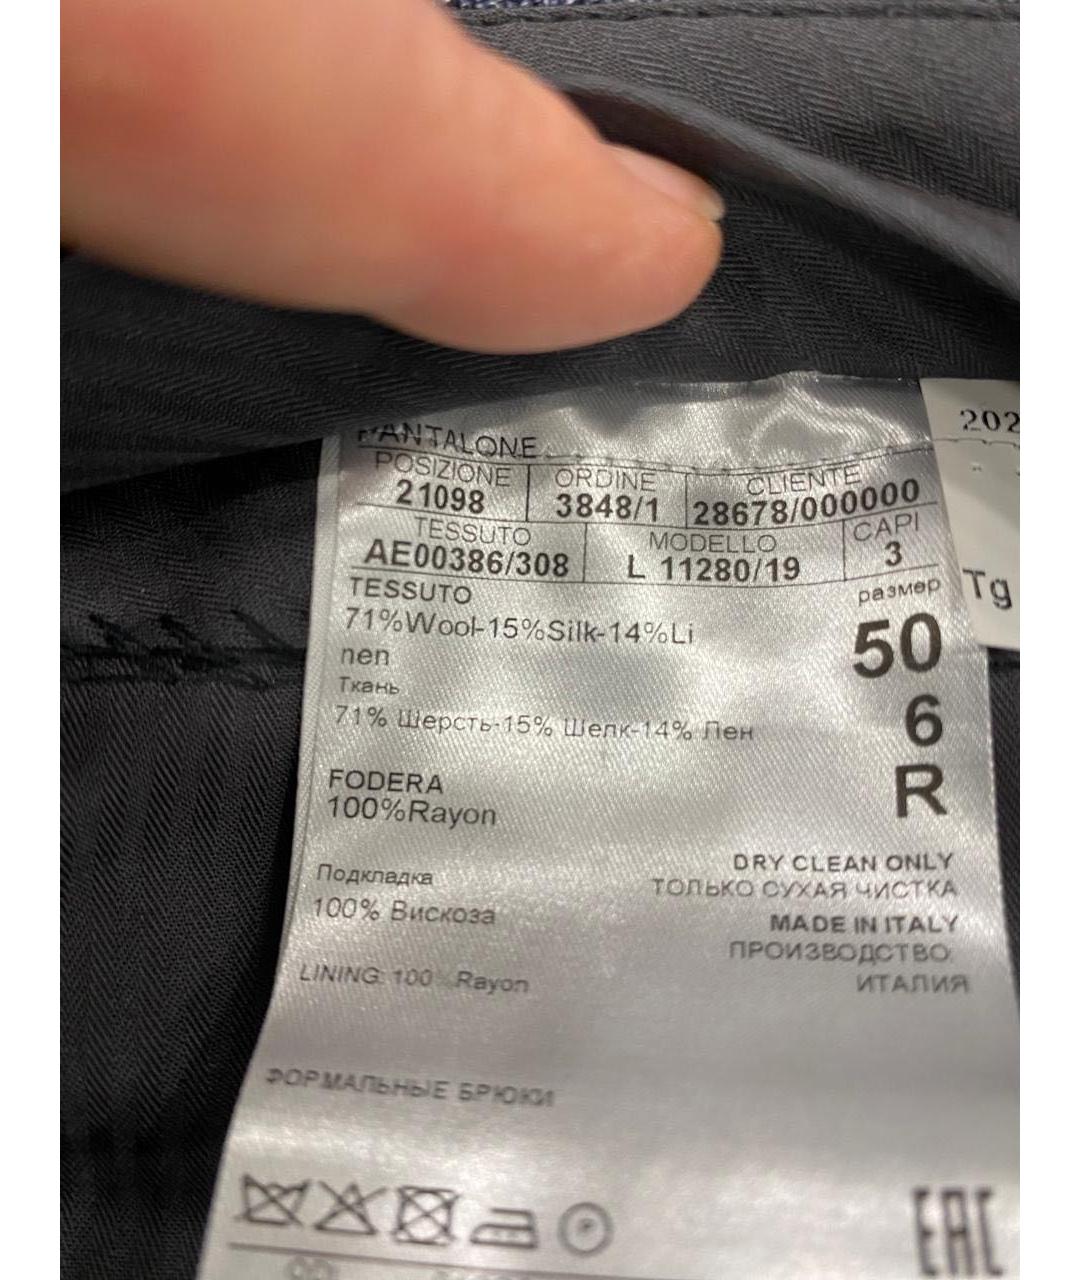 PANTALONE
POSIZIONE ORDINE CLIENTE
21098 3848/1 28678/000000
TESSUTO MODELLO CAPI
AE00386/308 L 11280/19 3
TESSUTO размер
71%Wool-15%Silk-14%Li
nen
50
Ткань
6
71% Шерсть-15% Шелк-14% Лен
FODERA
R
100%Rayon
DRY CLEAN ONLY
Подкладка
ТОЛЬКО СУХАЯ ЧИСТКА
100% Вискоза
MADE IN ITALY
ПРОИЗВОДСТВО:
LINING: 100%Rayon
ИТАЛИЯ
ФОРМАЛЬНЫЕ БРЮКИ
P
EAC
202
Tg